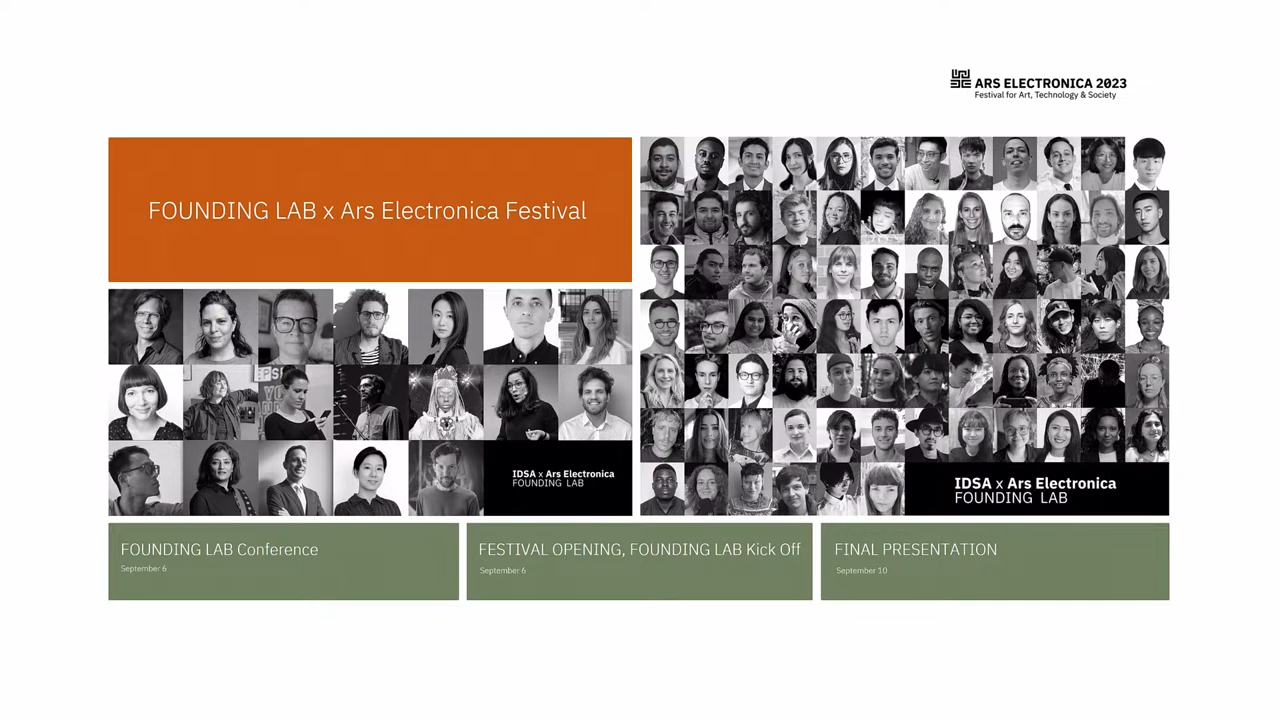 ARS ELECTRONICA 2023
Festival for Art, Technology & Society
FOUNDING LAB x Ars Electronica Festival
IDSA x Ars Electronica
FOUNDING LAB
IDSA x Ars Electronica
FOUNDING LAB
FOUNDING LAB Conference
September 6
FESTIVAL OPENING, FOUNDING LAB Kick Off
September 6
FINAL PRESENTATION
September 10